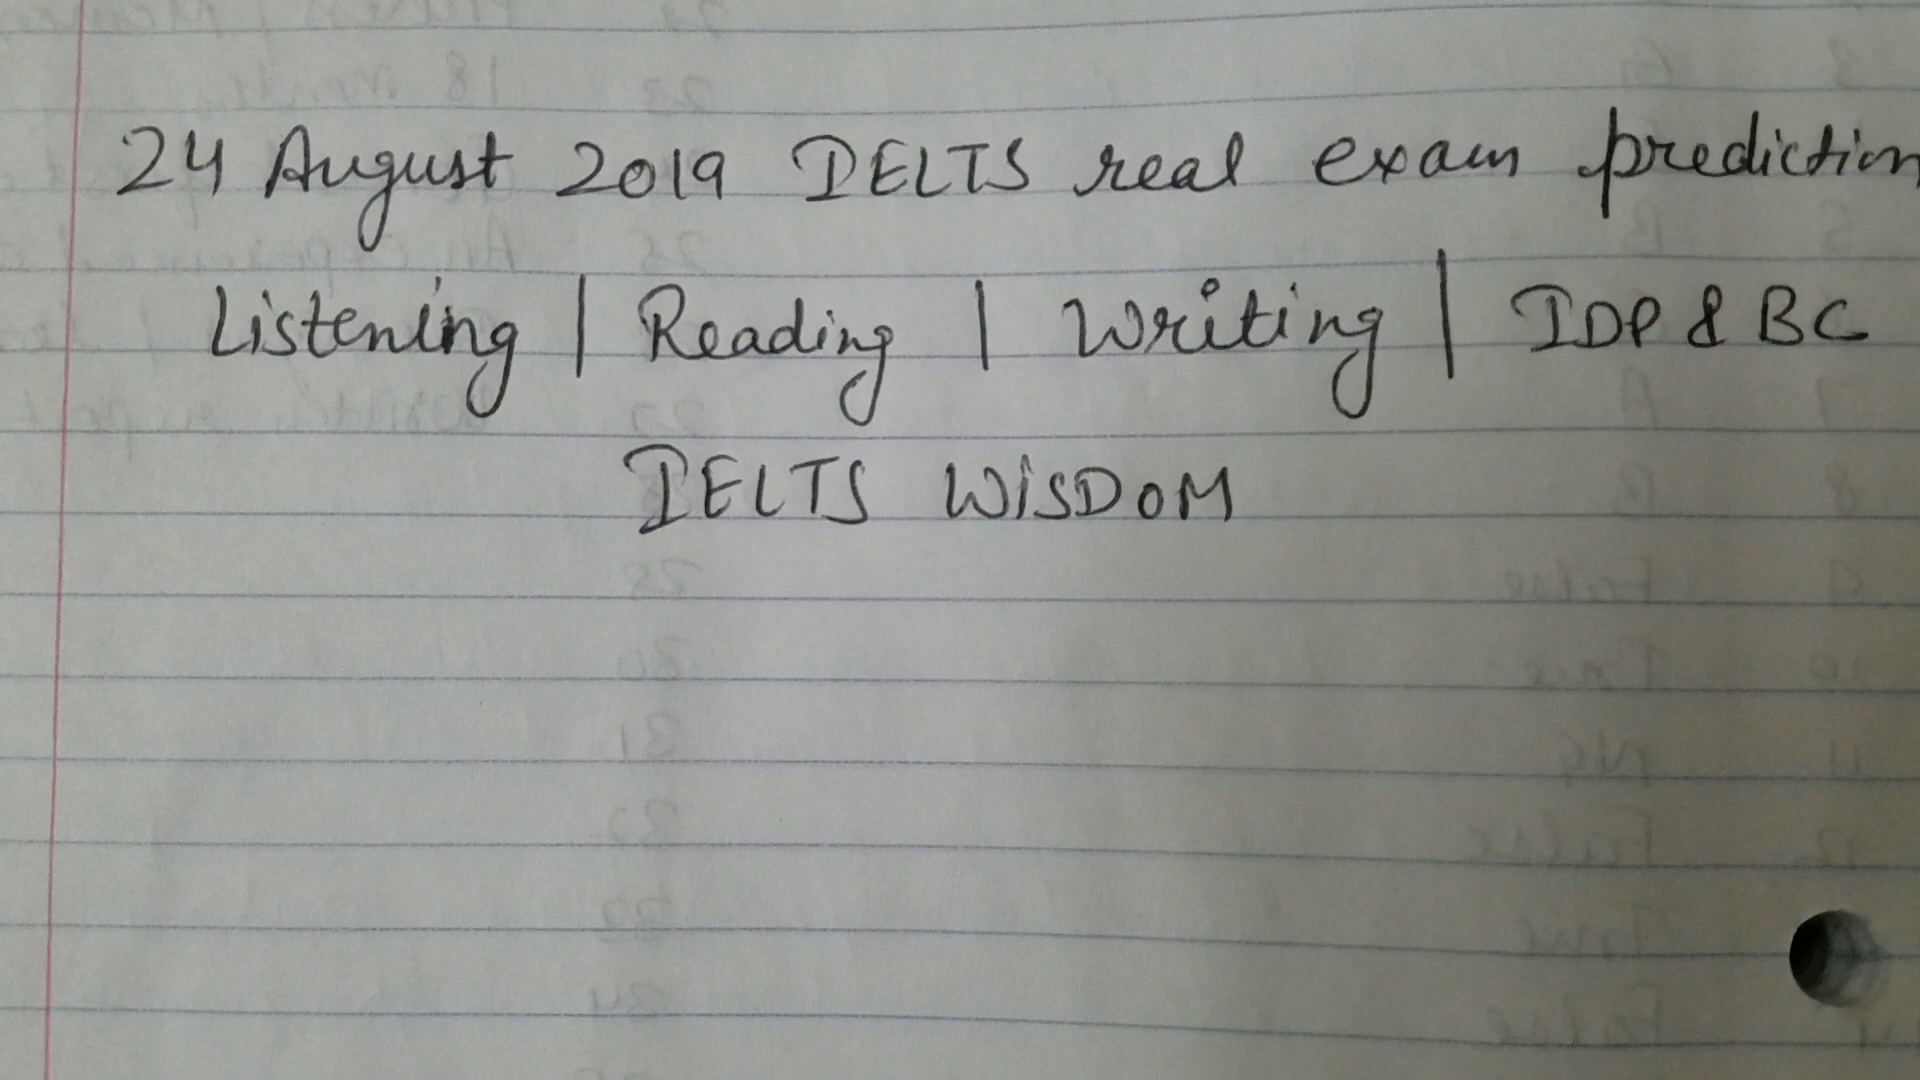 24 August 2019 IELTS real exam prediction
Listening | Reading | Writing | IDP & BC
IELTS WISDOM